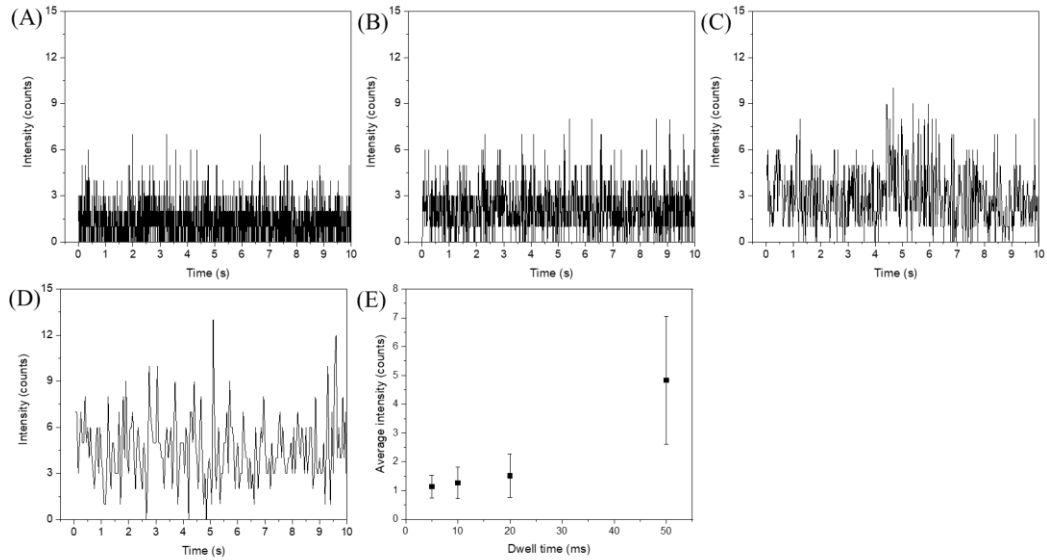 (A)
15
12
9
6
3
0
Intensity (counts)
0 1 2 3 4 5 6 7 8 9 10
Time (s)
(B)
15
12
9
6
3
0
Intensity (counts)
0 1 2 3 4 5 6 7 8 9 10
Time (s)
(C)
15
12
9
6
3
0
Intensity (counts)
0 1 2 3 4 5 6 7 8 9 10
Time (s)
(D)
15
12
9
6
3
0
Intensity (counts)
0 1 2 3 4 5 6 7 8 9 10
Time (s)
(E)
8
7
6
5
4
3
2
1
0
Average intensity (counts)
0 10 20 30 40 50
Dwell time (ms)